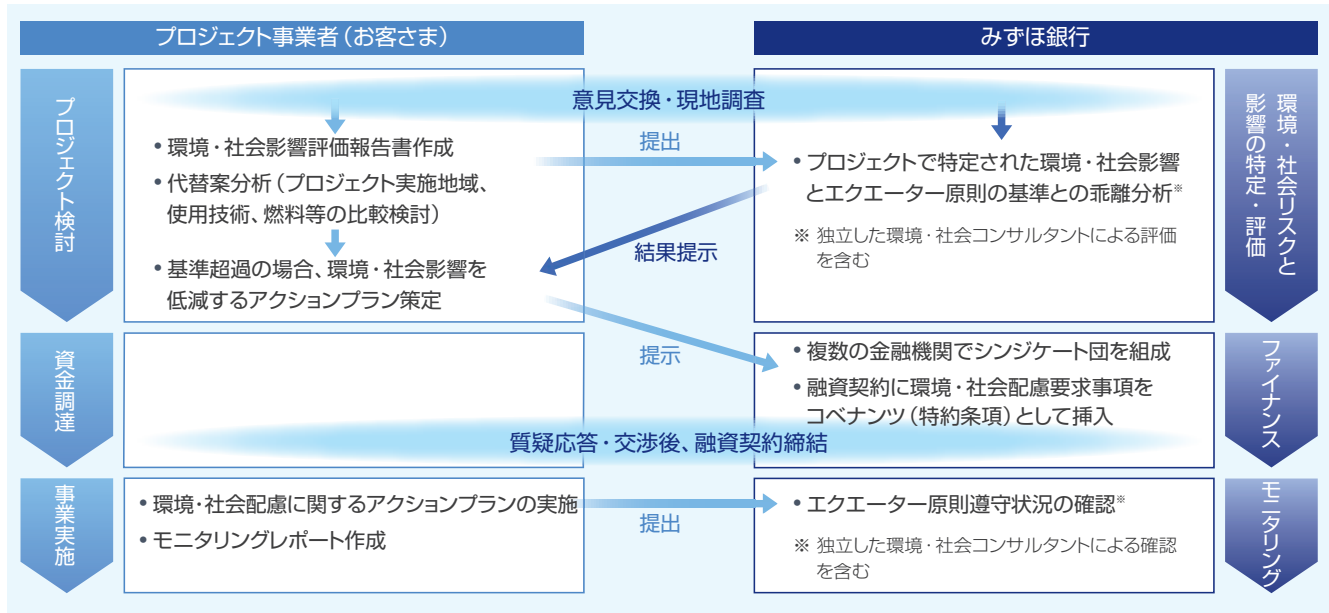 プロジェクト事業者（お客さま）
みずほ銀行
プロジェクト検討
意見交換・現地調査
• 環境・社会影響評価報告書作成
• 代替案分析（プロジェクト実施地域、
使用技術、燃料等の比較検討）
• 基準超過の場合、環境・社会影響を
低減するアクションプラン策定
提出
結果提示
• プロジェクトで特定された環境・社会影響
とエクエーター原則の基準との乖離分析※
※ 独立した環境・社会コンサルタントによる評価
を含む
環境・社会リスクと
影響の特定・評価
資金調達
提示
• 複数の金融機関でシンジケート団を組成
• 融資契約に環境・社会配慮要求事項を
コベナンツ（特約条項）として挿入
ファイナンス
質疑応答・交渉後、融資契約締結
事業実施
• 環境・社会配慮に関するアクションプランの実施
• モニタリングレポート作成
提出
• エクエーター原則遵守状況の確認※
※ 独立した環境・社会コンサルタントによる確認
を含む
モニタリング